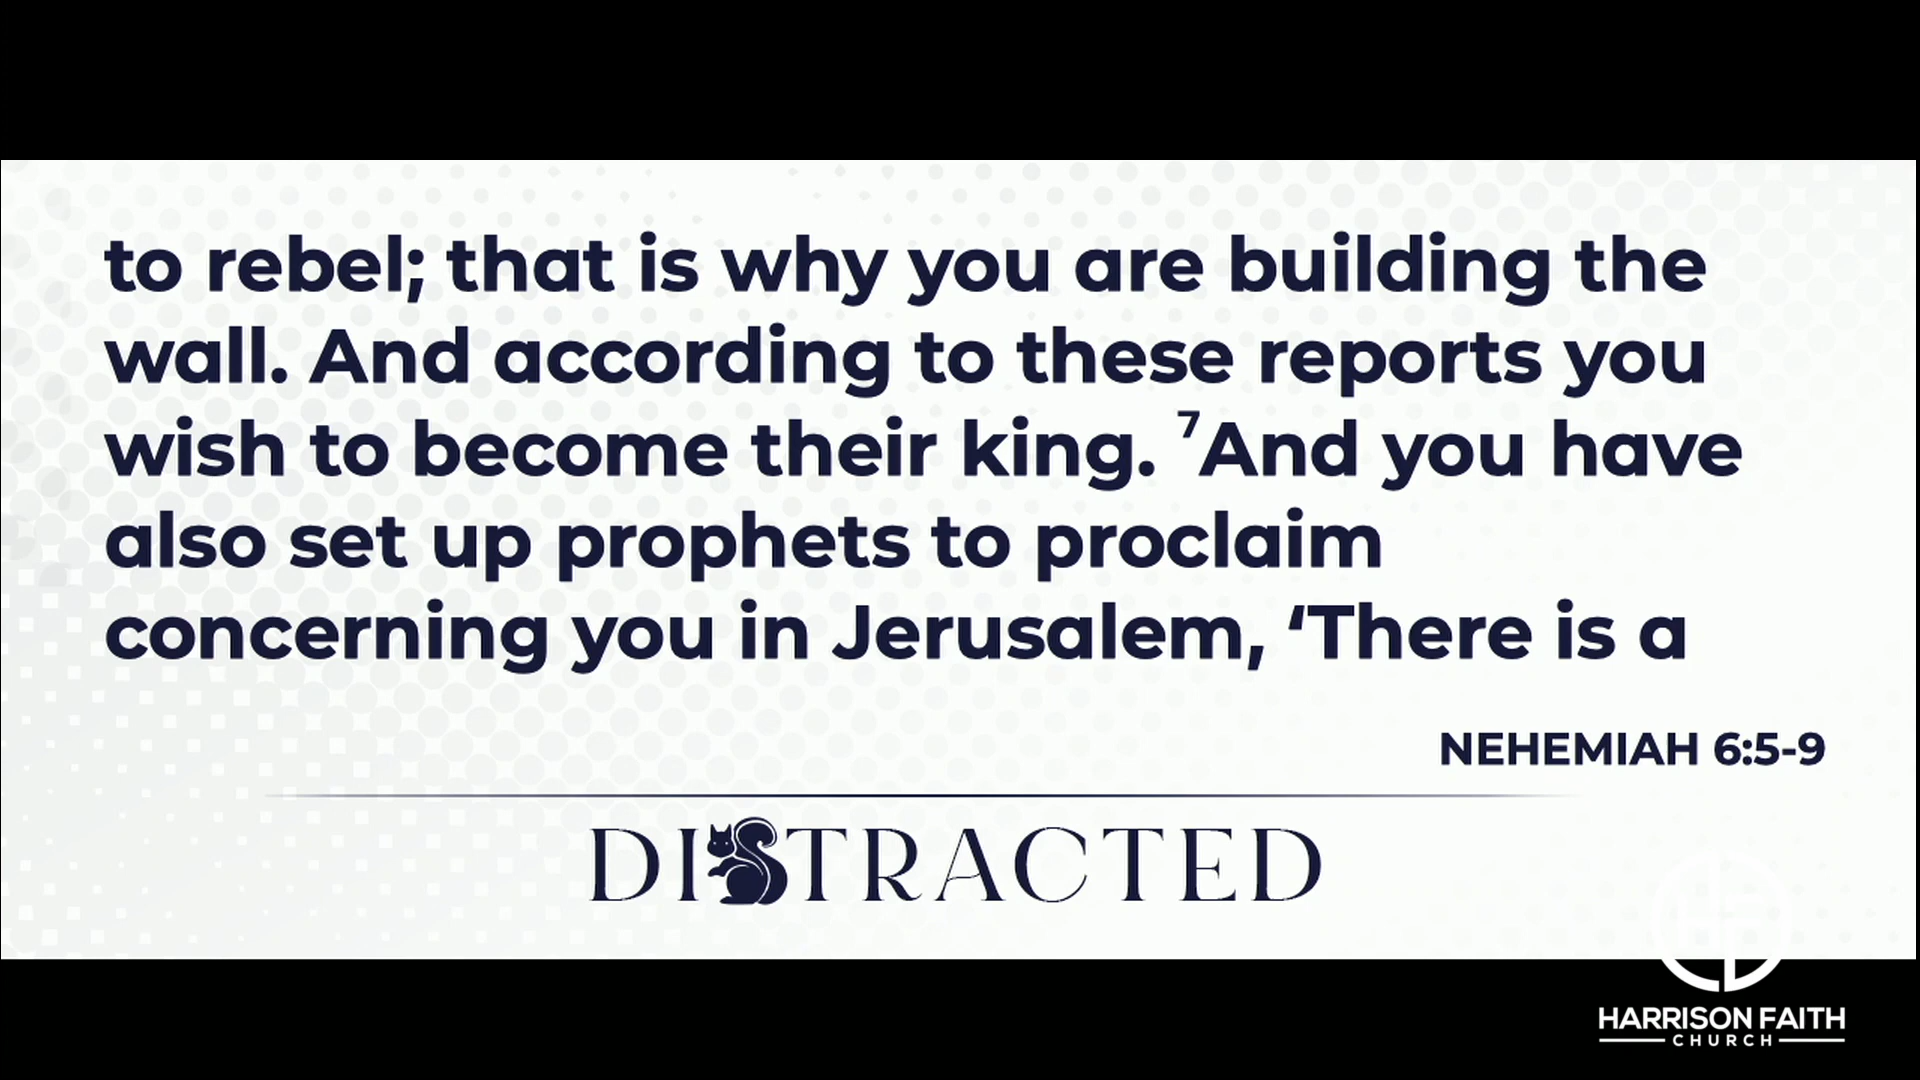 to rebel; that is why you are building the
wall. And according to these reports you
wish to become their king. ⁷And you have
also set up prophets to proclaim
concerning you in Jerusalem, ‘There is a
NEHEMIAH 6:5-9
DISTRACTED
HARRISON FAITH
CHURCH